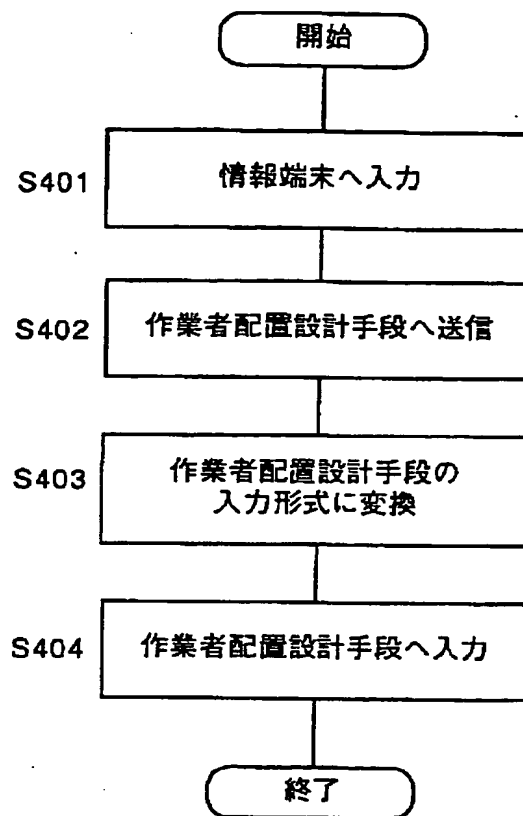 開始
S401
情報端末へ入力
S402
作業者配置設計手段へ送信
S403
作業者配置設計手段の
入力形式に変換
S404
作業者配置設計手段へ入力
終了